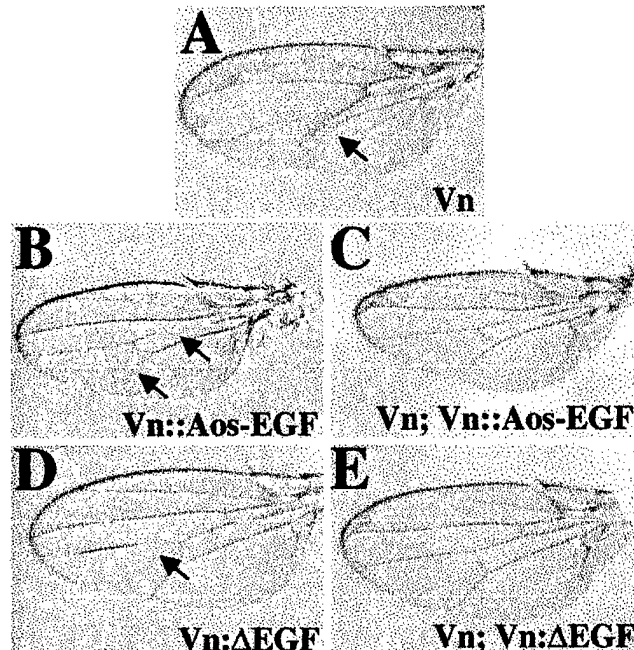 A
Vn
B
Vn::Aos-EGF
C
Vn; Vn::Aos-EGF
D
Vn:ΔEGF
E
Vn; Vn:ΔEGF